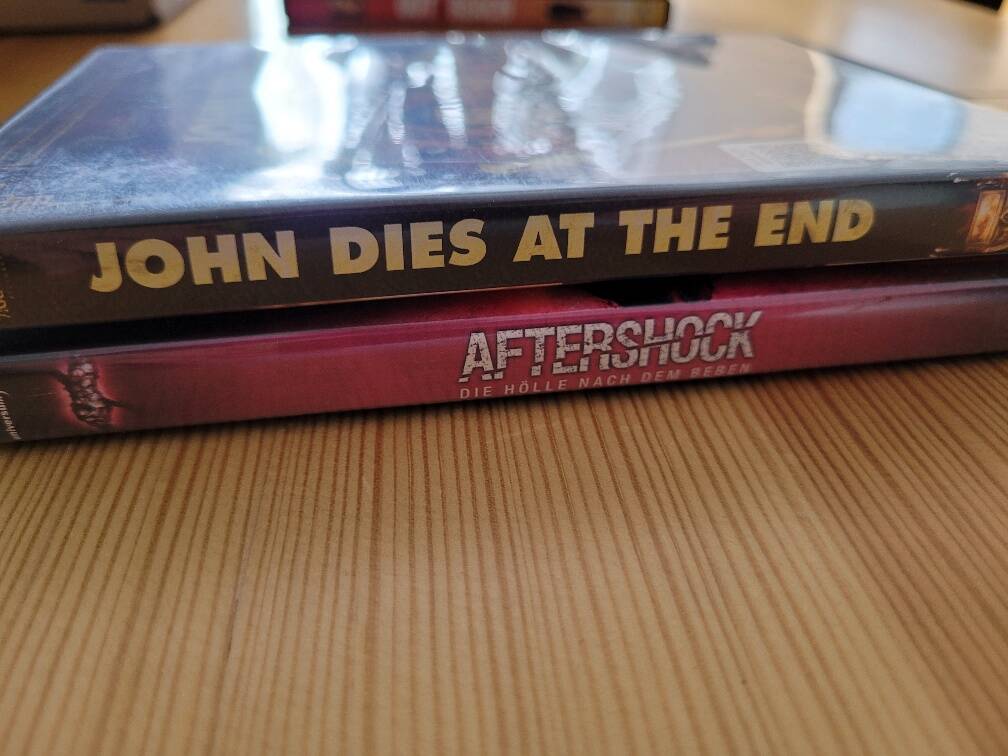 JOHN DIES AT THE END
AFTERSHOCK
DIE HÖLLE NACH DEM BEBEN